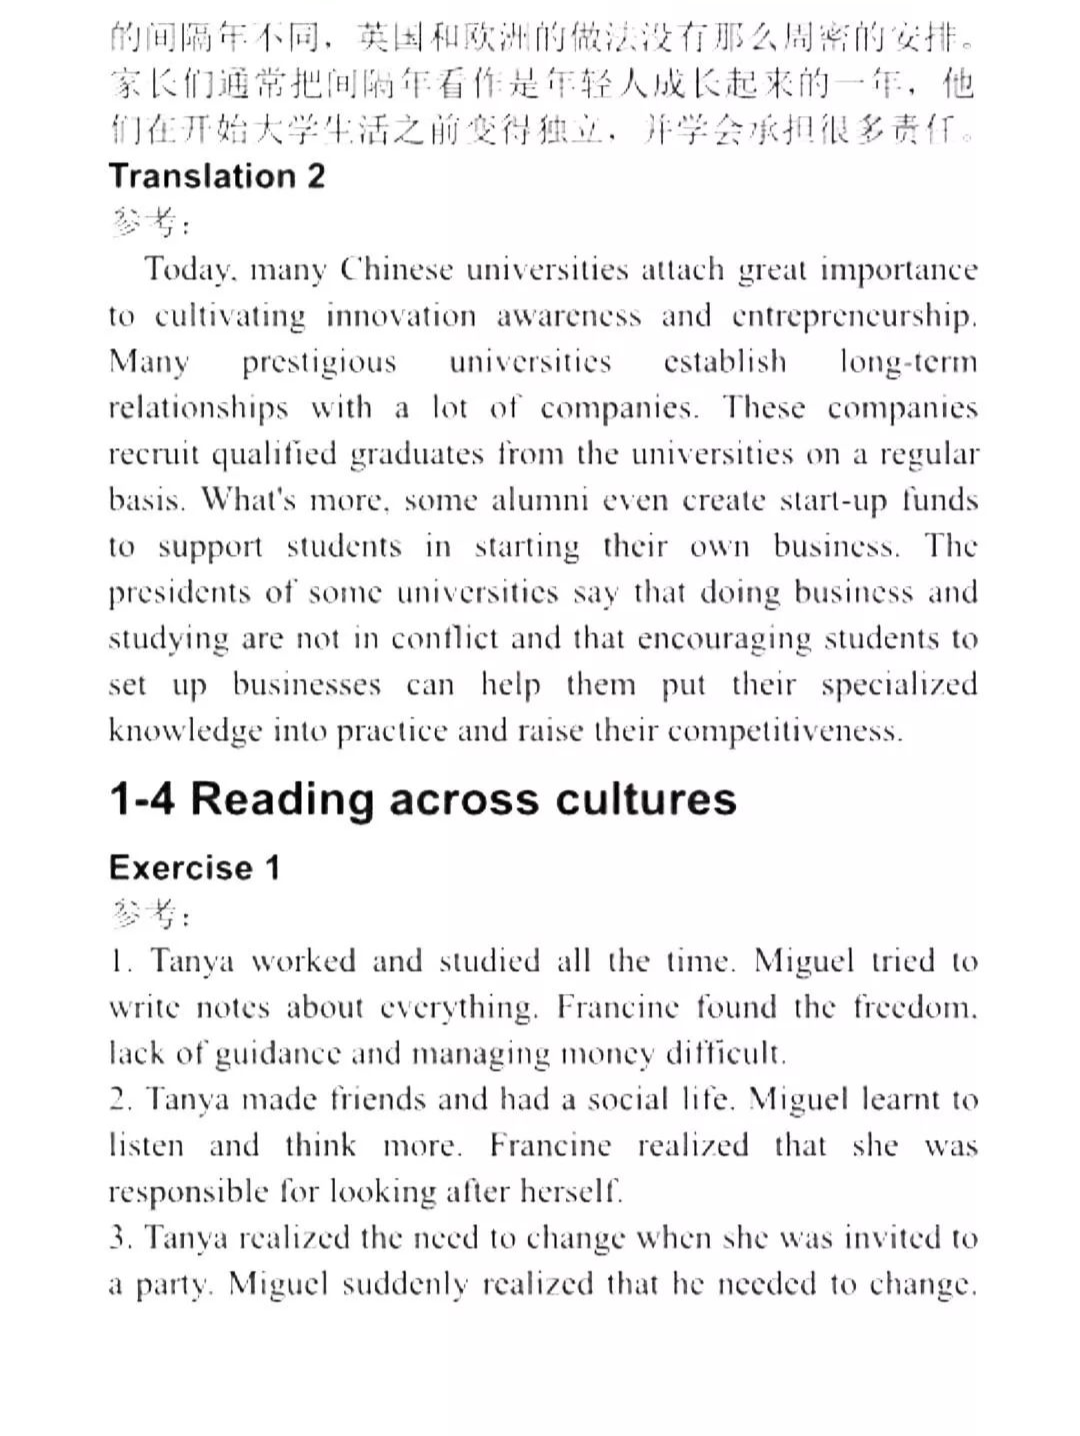 的间隔年不同，英国和欧洲的做法没有那么周密的安排。
家长们通常把间隔年看作是年轻人成长起来的一年，他
们在开始大学生活之前变得独立，并学会承担很多责任。
Translation 2
参考：
Today, many Chinese universities attach great importance
to cultivating innovation awareness and entrepreneurship.
Many prestigious universities establish long-term
relationships with a lot of companies. These companies
recruit qualified graduates from the universities on a regular
basis. What's more, some alumni even create start-up funds
to support students in starting their own business. The
presidents of some universities say that doing business and
studying are not in conflict and that encouraging students to
set up businesses can help them put their specialized
knowledge into practice and raise their competitiveness.
1-4 Reading across cultures
Exercise 1
参考：
1. Tanya worked and studied all the time. Miguel tried to
write notes about everything. Francine found the freedom,
lack of guidance and managing money difficult.
2. Tanya made friends and had a social life. Miguel learnt to
listen and think more. Francine realized that she was
responsible for looking after herself.
3. Tanya realized the need to change when she was invited to
a party. Miguel suddenly realized that he needed to change.